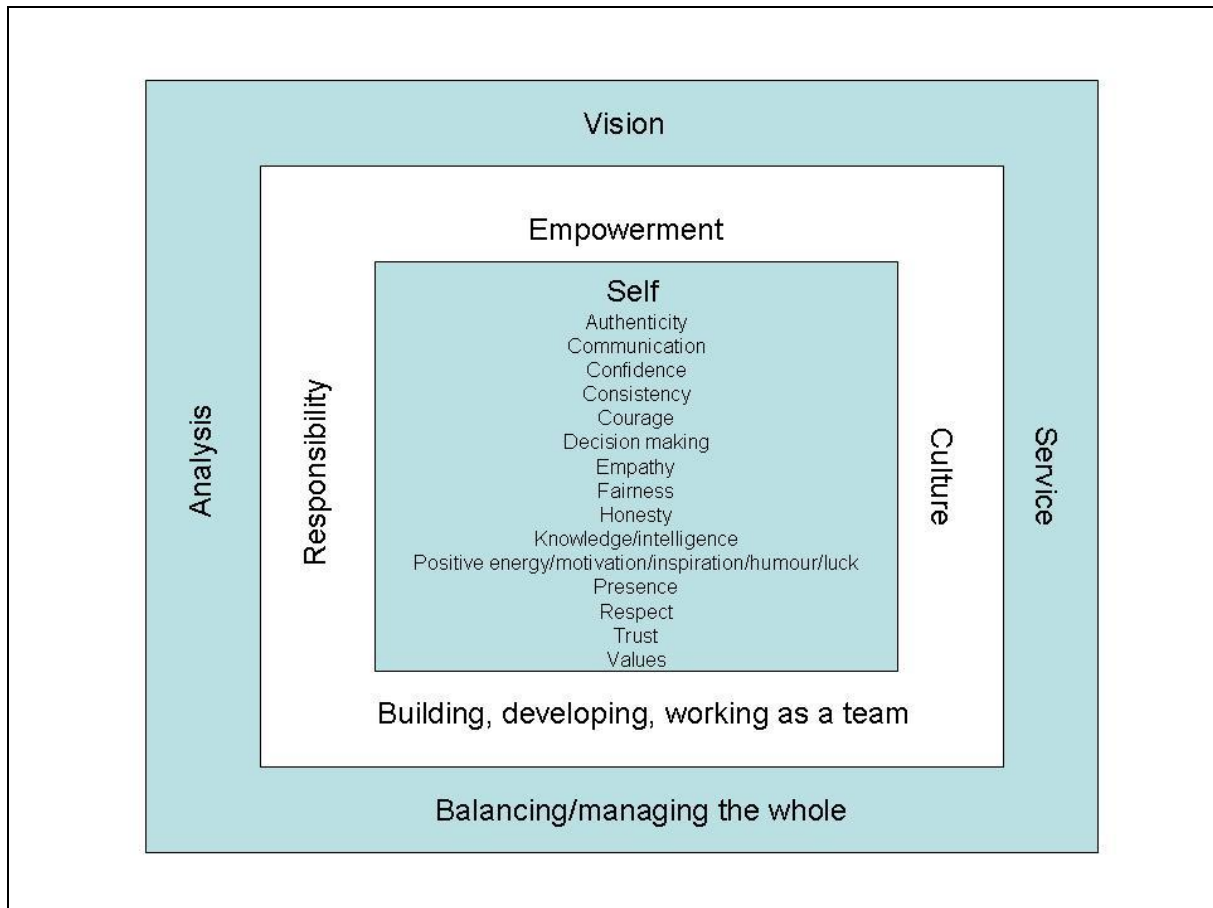 Vision
Empowerment
Self
Authenticity
Communication
Confidence
Consistency
Courage
Decision making
Empathy
Fairness
Honesty
Knowledge/intelligence
Positive energy/motivation/inspiration/humour/luck
Presence
Respect
Trust
Values
Analysis
Responsibility
Culture
Service
Building, developing, working as a team
Balancing/managing the whole